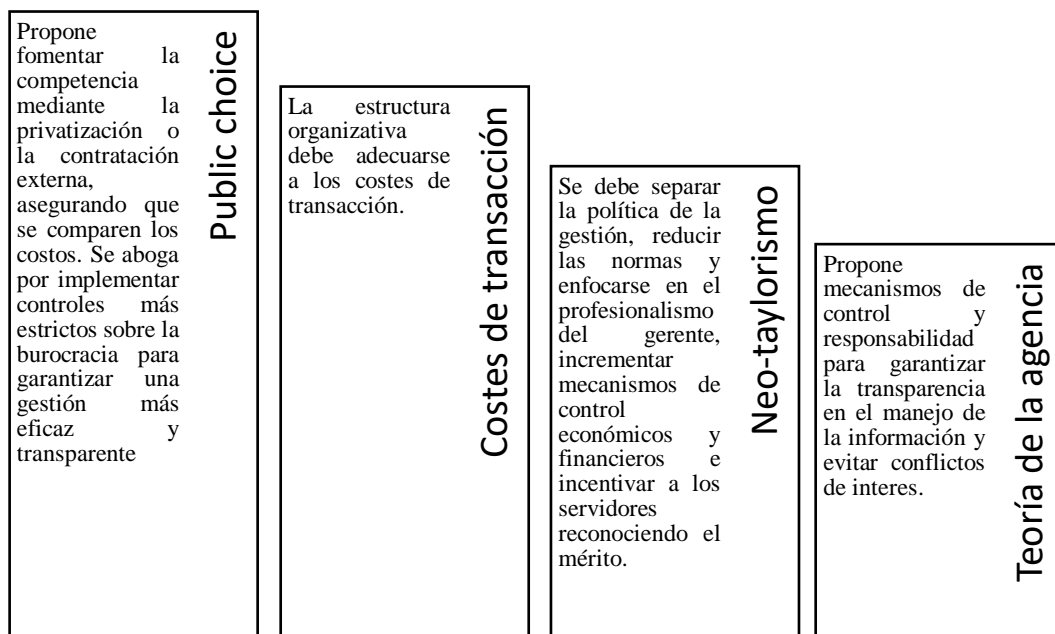 Propone
fomentar la
competencia
mediante la
privatización o
la contratación
externa,
asegurando que
se comparen los
costos. Se aboga
por implementar
controles más
estrictos sobre la
burocracia para
garantizar una
gestión más
eficaz y
transparente
Public choice
La estructura
organizativa
debe adecuarse
a los costes de
transacción.
Costes de transacción
Se debe separar
la política de la
gestión, reducir
las normas y
enfocarse en el
profesionalismo
del gerente,
incrementar
mecanismos de
control
económicos y
financieros e
incentivar a los
servidores
reconociendo el
mérito.
Neo-taylorismo
Propone
mecanismos de
control y
responsabilidad
para garantizar
la transparencia
en el manejo de
la información y
evitar conflictos
de interes.
Teoría de la agencia